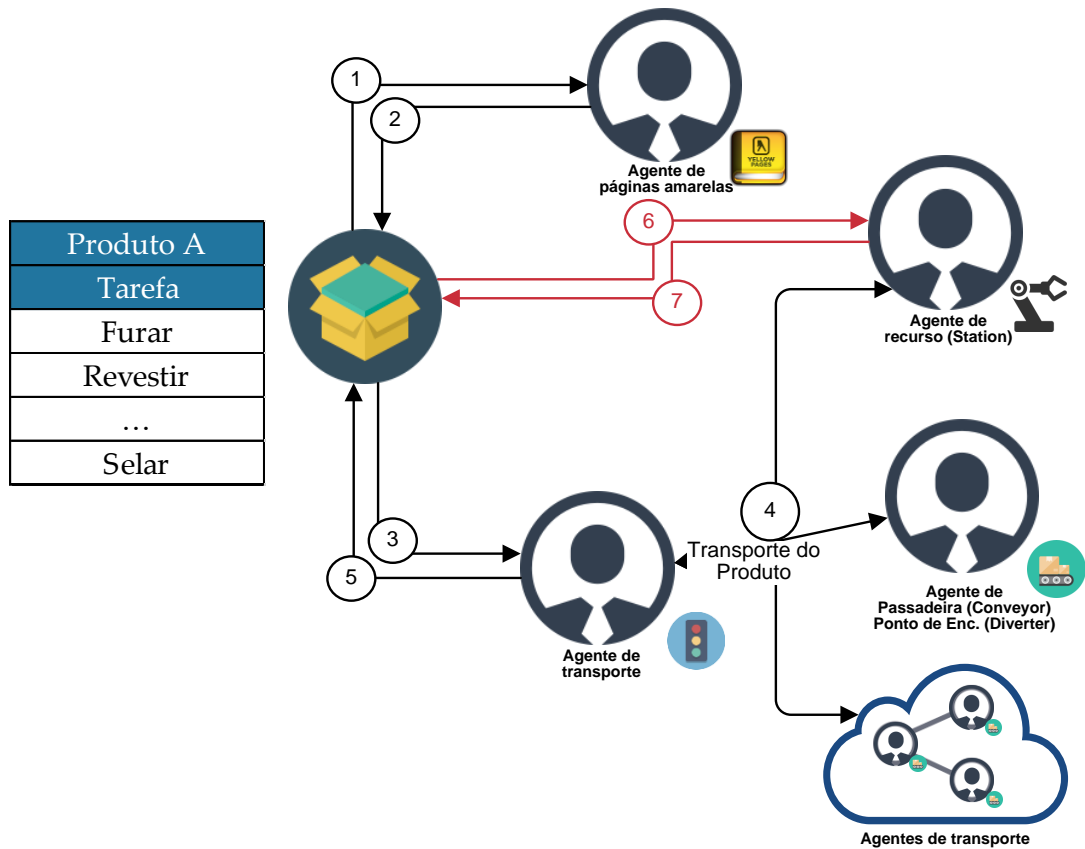 1
2
Agente de
páginas amarelas
YELLOW
PAGES
6
7
Agente de
recurso (Station)
Produto A
Tarefa
Furar
Revestir
…
Selar
3
5
4
Transporte do
Produto
Agente de
transporte
Agente de
Passadeira (Conveyor)
Ponto de Enc. (Diverter)
Agentes de transporte